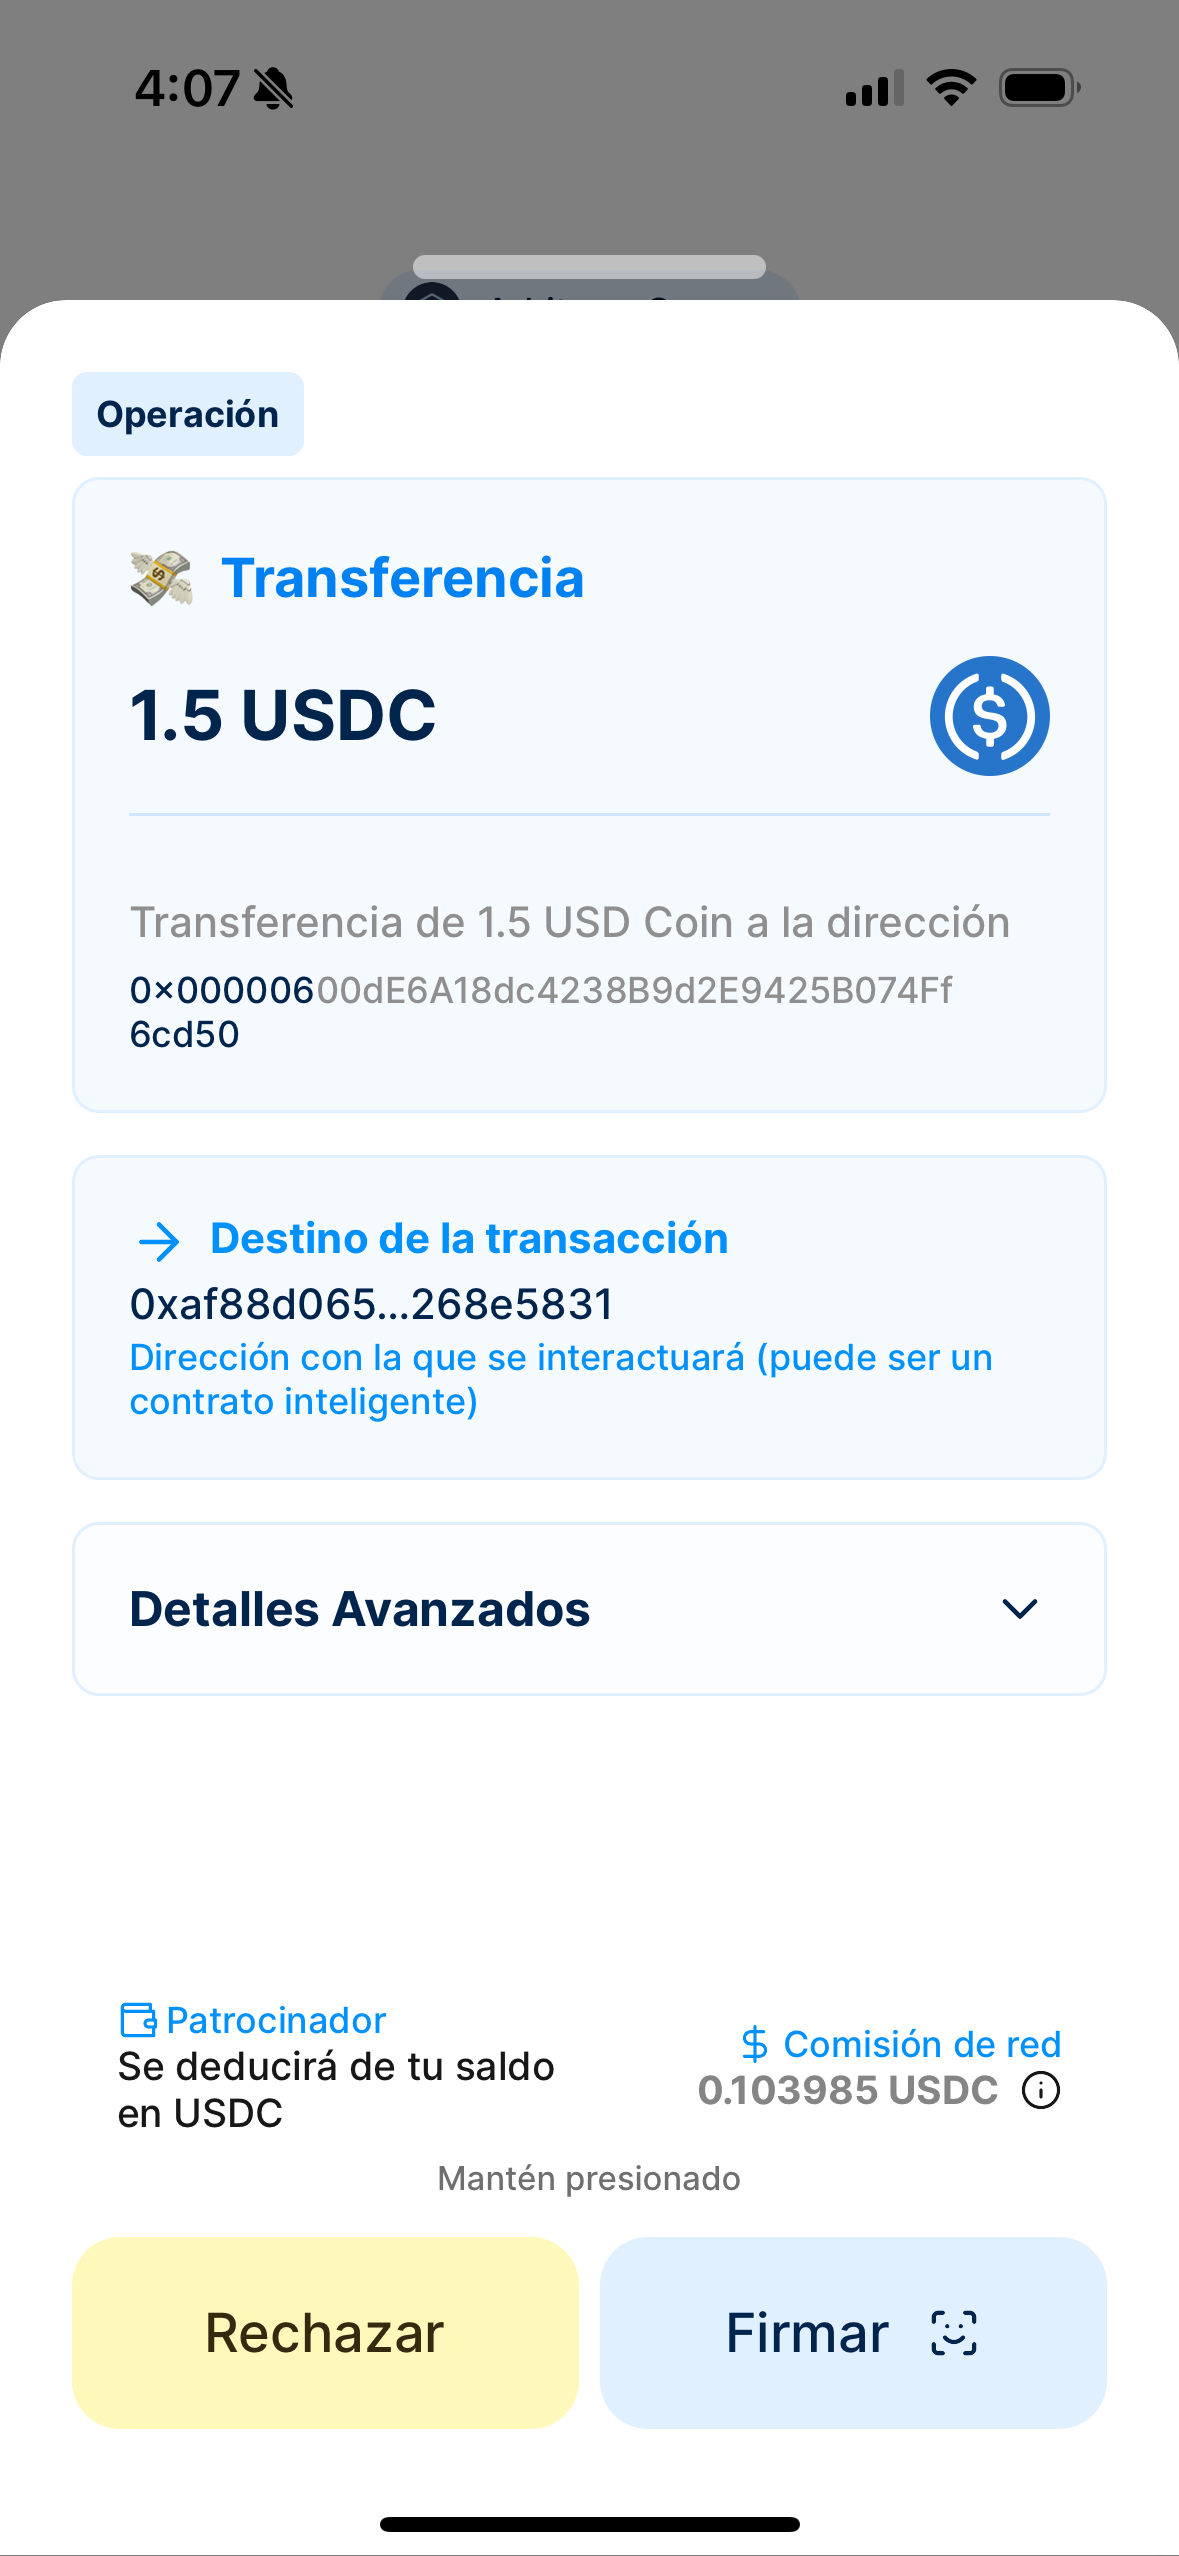 4:07
Operación
Transferencia
1.5 USDC
Transferencia de 1.5 USD Coin a la dirección
0x00000600dE6A18dc4238B9d2E9425B074Ff
6cd50
Destino de la transacción
0xaf88d065...268e5831
Dirección con la que se interactuará (puede ser un
contrato inteligente)
Detalles Avanzados
Patrocinador
Se deducirá de tu saldo
en USDC
Comisión de red
0.103985 USDC
Mantén presionado
Rechazar
Firmar